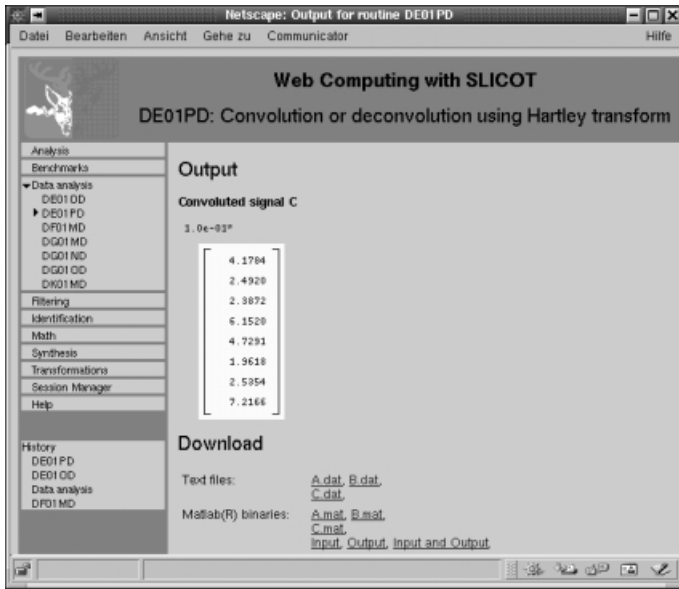 Netscape: Output for routine DE01PD
Datei Bearbeiten Ansicht Gehe zu Communicator Hilfe
Web Computing with SLICOT
DE01PD: Convolution or deconvolution using Hartley transform
Analysis
Benchmarks
Data analysis
DE01OD
DE01PD
DF01MD
DG01MD
DG01ND
DG01OD
DK01MD
Filtering
Identification
Math
Synthesis
Transformations
Session Manager
Help
History
DE01PD
DE01OD
Data analysis
DF01MD
Output
Convoluted signal C
1.0e-01*
4.1784
2.4920
2.3872
6.1520
4.7291
1.9618
2.5354
7.2166
Download
Text files: A.dat, B.dat,
C.dat,
Matlab(R) binaries: A.mat, B.mat,
C.mat,
Input, Output, Input and Output